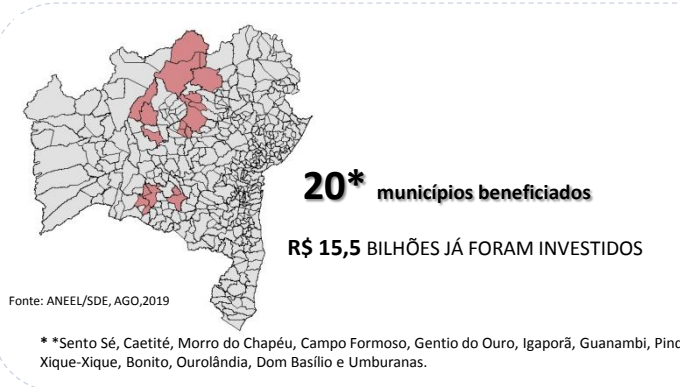 20* municípios beneficiados
R$ 15,5 BILHÕES JÁ FORAM INVESTIDOS
Fonte: ANEEL/SDE, AGO,2019
* *Sento Sé, Caetité, Morro do Chapéu, Campo Formoso, Gentio do Ouro, Igaporã, Guanambi,
Xique-Xique, Bonito, Ourolândia, Dom Basílio e Umburanas.